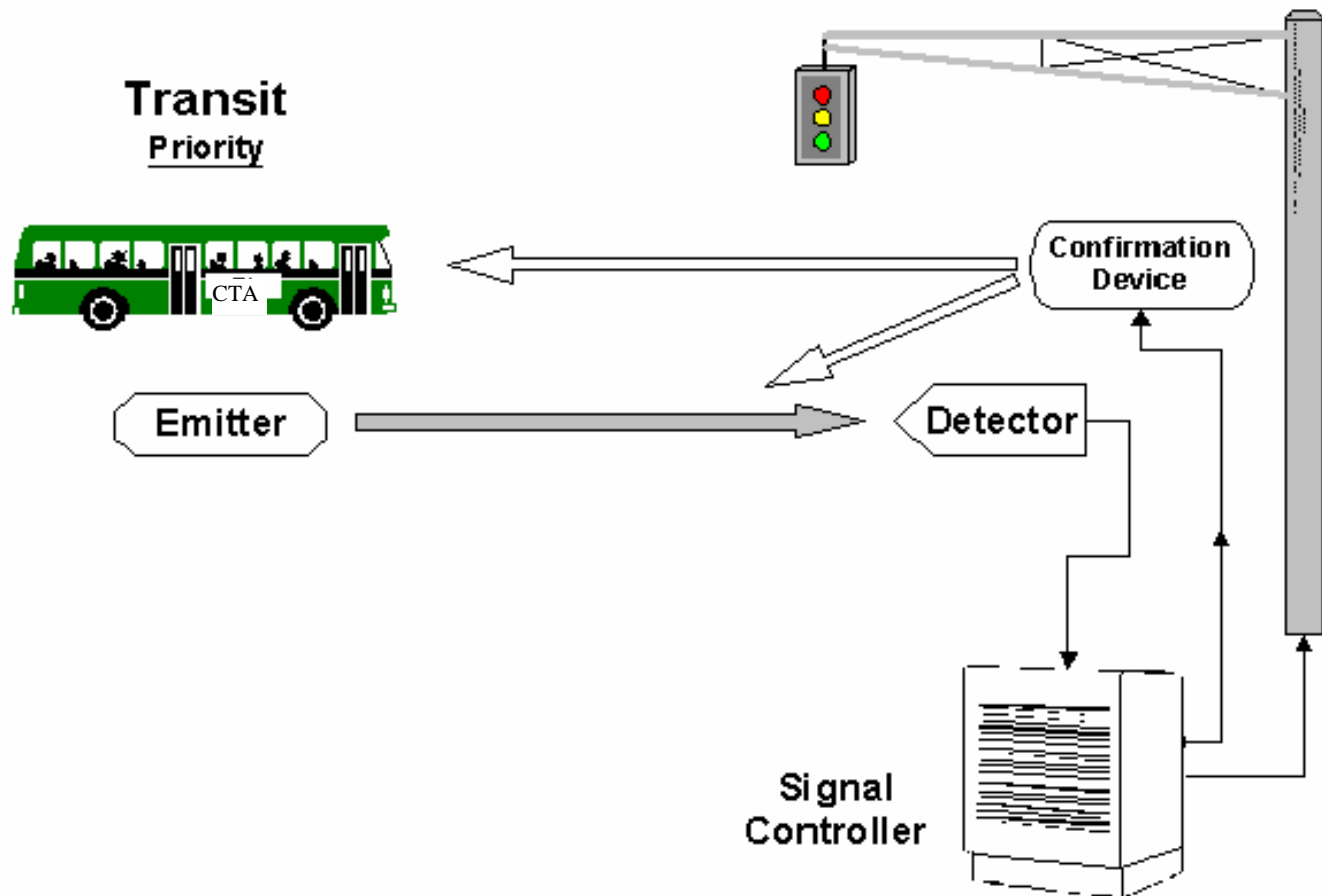 Transit
Priority
CTA
Confirmation
Device
Emitter
Detector
Signal
Controller